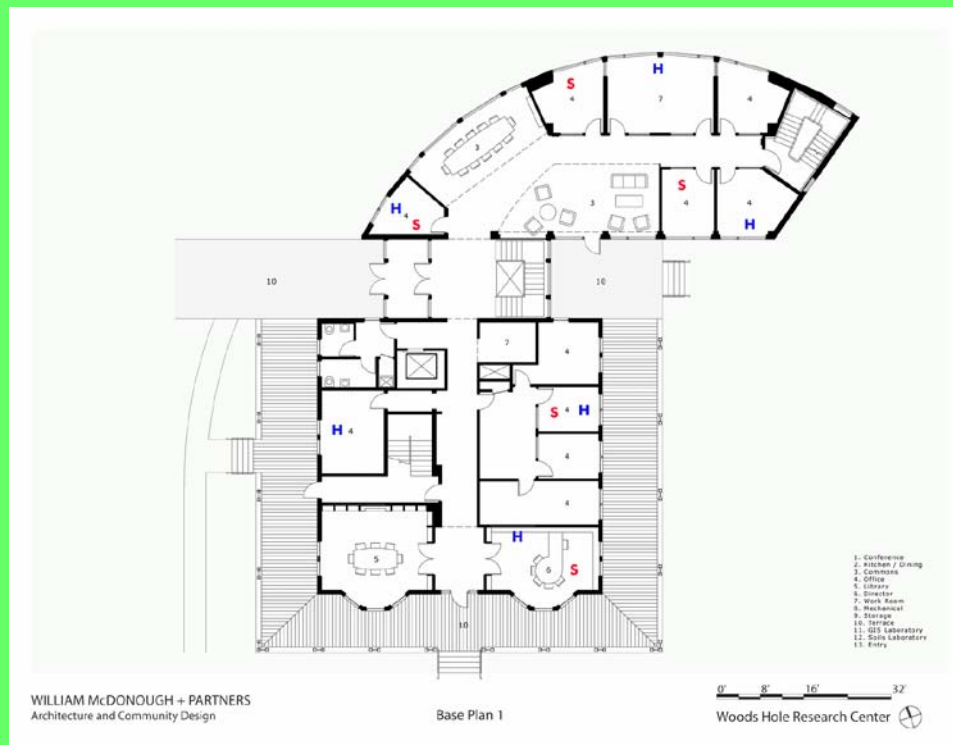 S
H
4
7
4
3
S
H
4
S
3
4
4
H
10
10
7
4
S
4
H
H
4
4
4
H
5
6
S
10
1. Conference
2. Kitchen / Dining
3. Commons
4. Office
5. Library
6. Director
7. Work Room
8. Mechanical
9. Storage
10. Terrace
11. GIS Laboratory
12. Soils Laboratory
13. Entry
WILLIAM McDONOUGH + PARTNERS
Architecture and Community Design
Base Plan 1
0' 8' 16' 32'
Woods Hole Research Center